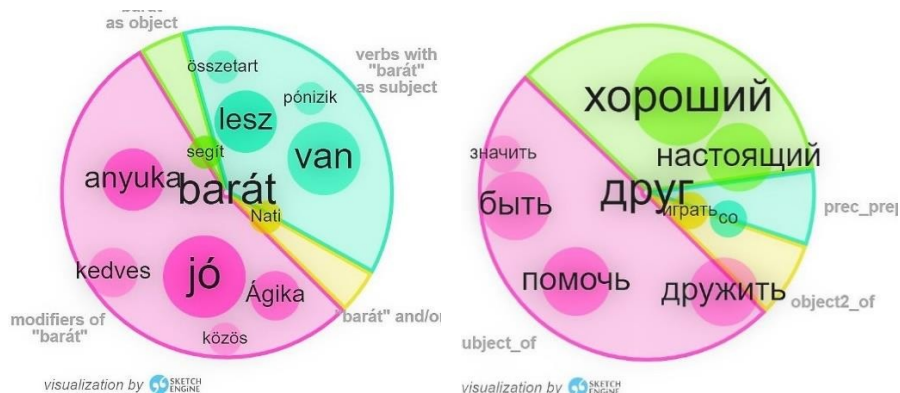 as object
összetart
verbs with
"barát"
as subject
pónizik
lesz
segít
van
anyuka
barát
Nati
kedves
jó
Ágika
modifiers of
"barát"
közös
"barát" and/or
visualization by SKETCH ENGINE
хороший
настоящий
значить
друг
быть
играть
со
prec_prep
помочь
дружить
object2_of
ubject_of
visualization by SKETCH ENGINE